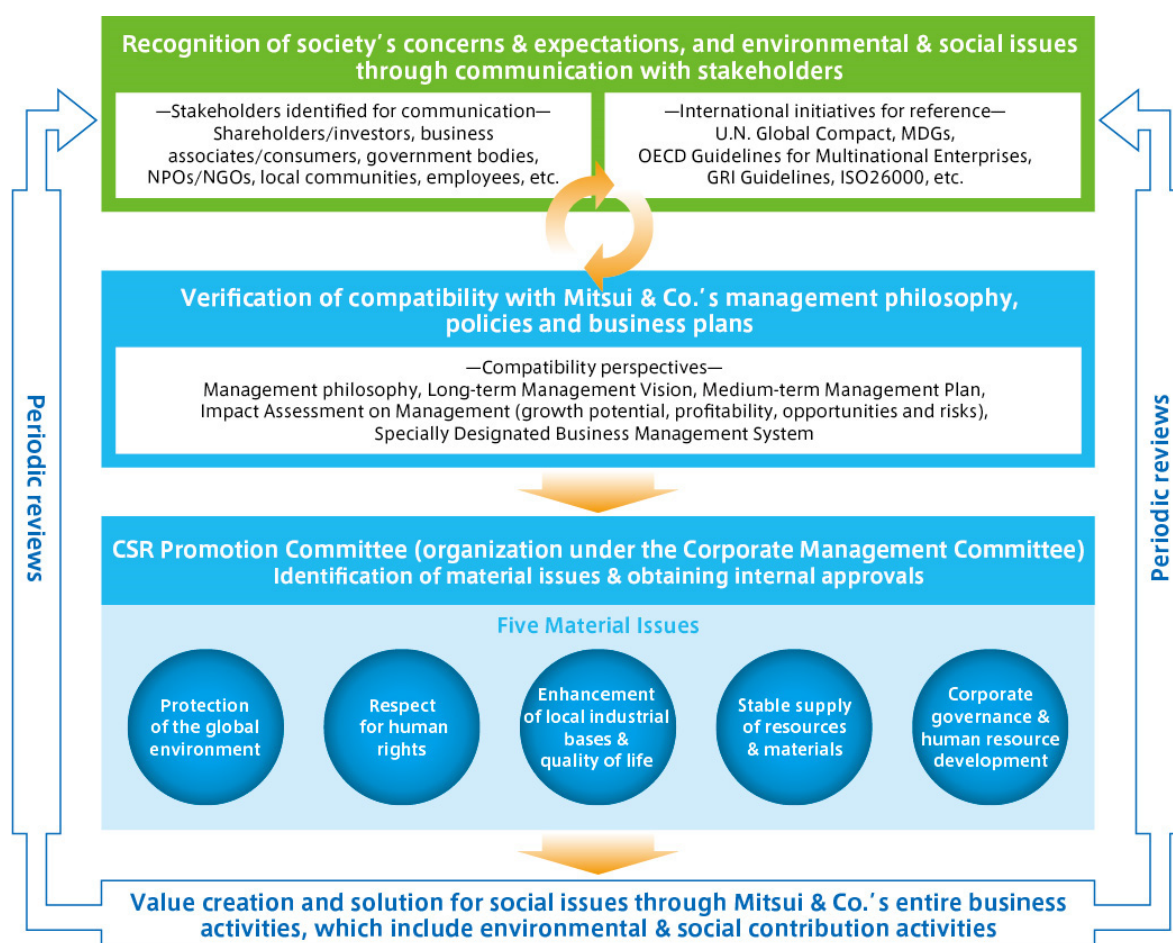 Recognition of society's concerns & expectations, and environmental & social issues
through communication with stakeholders
—Stakeholders identified for communication—
Shareholders/investors, business
associates/consumers, government bodies,
NPOs/NGOs, local communities, employees, etc.
—International initiatives for reference—
U.N. Global Compact, MDGs,
OECD Guidelines for Multinational Enterprises,
GRI Guidelines, ISO26000, etc.
Verification of compatibility with Mitsui & Co.'s management philosophy,
policies and business plans
—Compatibility perspectives—
Management philosophy, Long-term Management Vision, Medium-term Management Plan,
Impact Assessment on Management (growth potential, profitability, opportunities and risks),
Specially Designated Business Management System
Periodic reviews
Periodic reviews
CSR Promotion Committee (organization under the Corporate Management Committee)
Identification of material issues & obtaining internal approvals
Five Material Issues
Protection
of the global
environment
Respect
for human
rights
Enhancement
of local industrial
bases &
quality of life
Stable supply
of resources
& materials
Corporate
governance &
human resource
development
Value creation and solution for social issues through Mitsui & Co.'s entire business
activities, which include environmental & social contribution activities